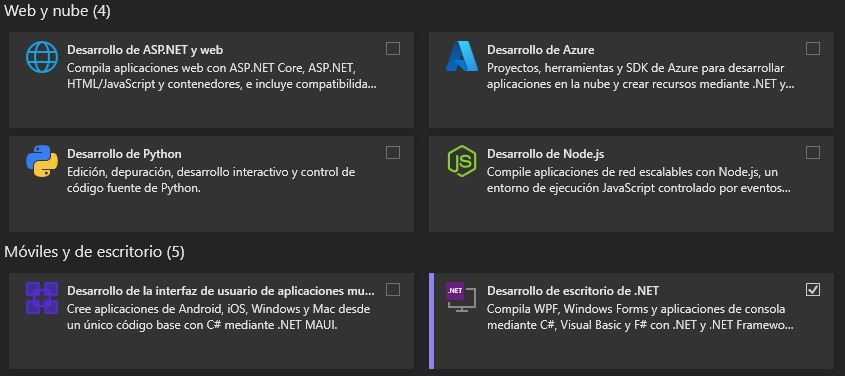 Web y nube (4)
Desarrollo de ASP.NET y web
Compila aplicaciones web con ASP.NET Core, ASP.NET,
HTML/JavaScript y contenedores, e incluye compatibilida...
Desarrollo de Azure
Proyectos, herramientas y SDK de Azure para desarrollar
aplicaciones en la nube y crear recursos mediante .NET y...
Desarrollo de Python
Edición, depuración, desarrollo interactivo y control de
código fuente de Python.
JS
Desarrollo de Node.js
Compile aplicaciones de red escalables con Node.js, un
entorno de ejecución JavaScript controlado por eventos...
Móviles y de escritorio (5)
Desarrollo de la interfaz de usuario de aplicaciones mu...
Cree aplicaciones de Android, iOS, Windows y Mac desde
un único código base con C# mediante .NET MAUI.
.NET
Desarrollo de escritorio de .NET
Compila WPF, Windows Forms y aplicaciones de consola
mediante C#, Visual Basic y F# con .NET y .NET Framewo...